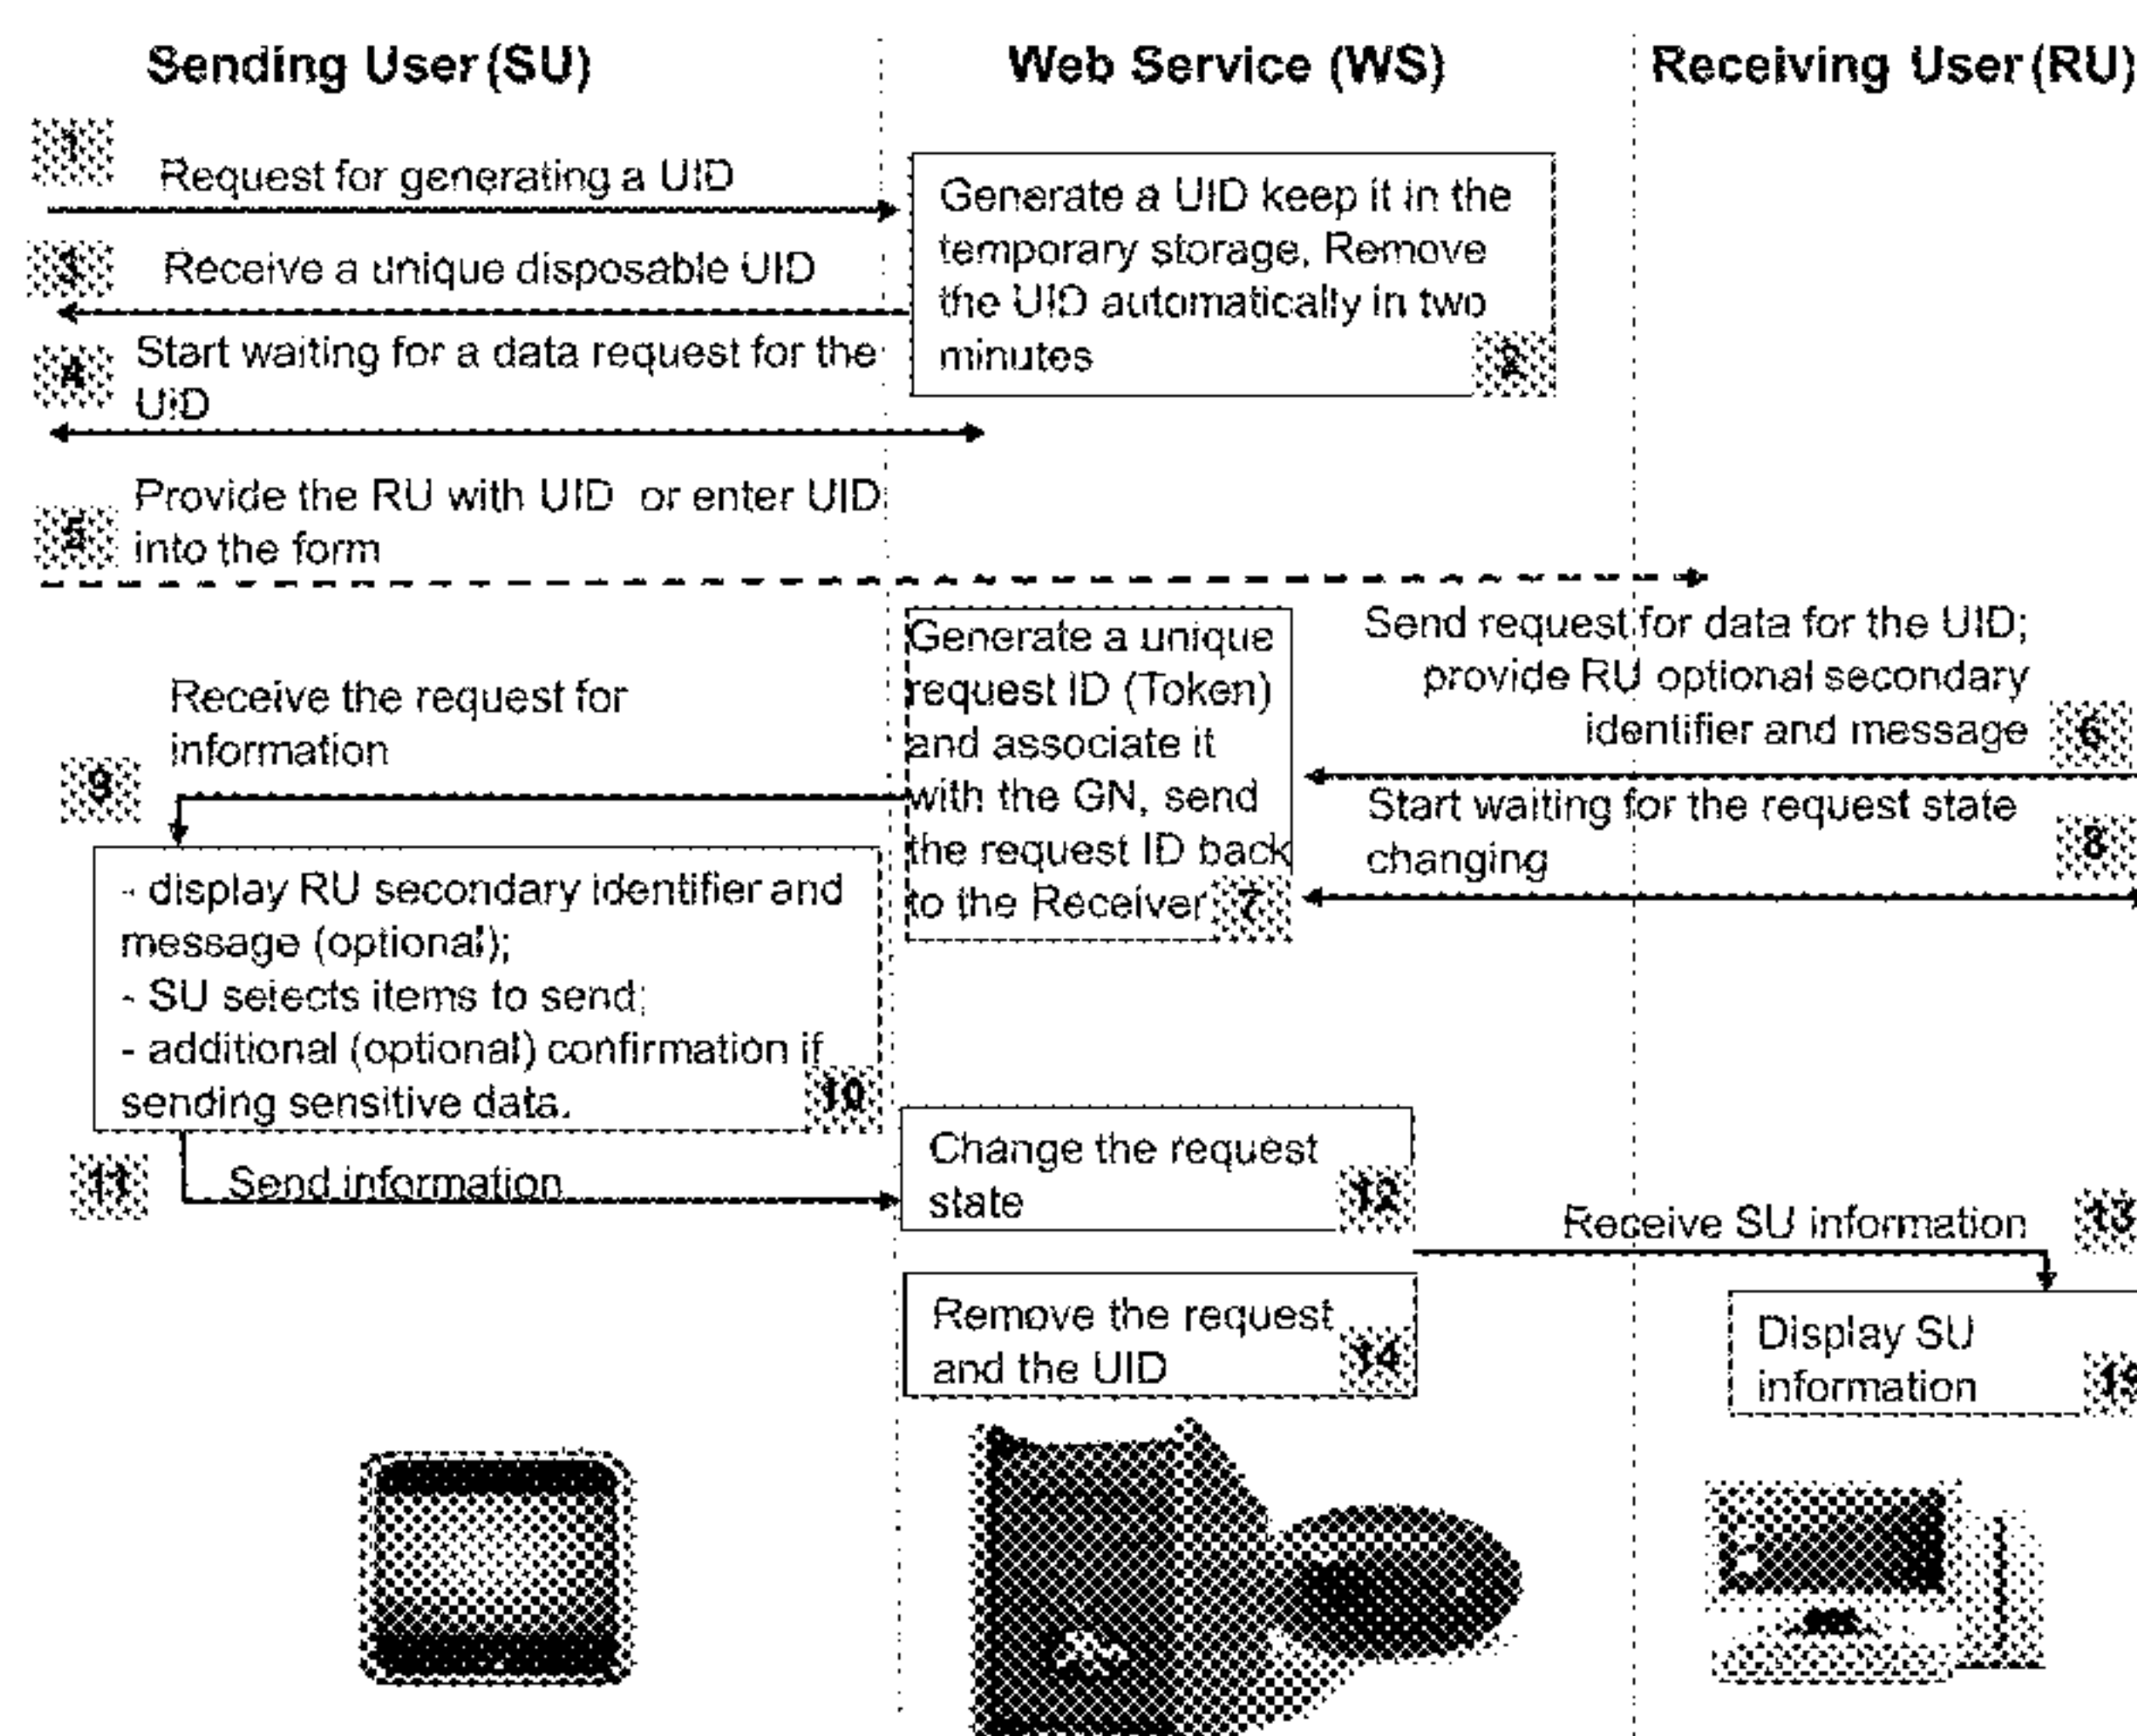 Sending User (SU)
Web Service (WS)
Receiving User (RU)
1
Request for generating a UID
Generate a UID keep it in the
temporary storage, Remove
the UID automatically in two
minutes
2
3
Receive a unique disposable UID
4
Start waiting for a data request for the
UID
5
Provide the RU with UID or enter UID
into the form
Send request for data for the UID;
provide RU optional secondary
identifier and message
6
Generate a unique
request ID (Token)
and associate it
with the GN, send
the request ID back
to the Receiver
7
Start waiting for the request state
changing
8
Receive the request for
information
9
- display RU secondary identifier and
message (optional);
- SU selects items to send;
- additional (optional) confirmation if
sending sensitive data.
10
11
Send information
Change the request
state
12
Receive SU information
13
Remove the request
and the UID
14
Display SU
information